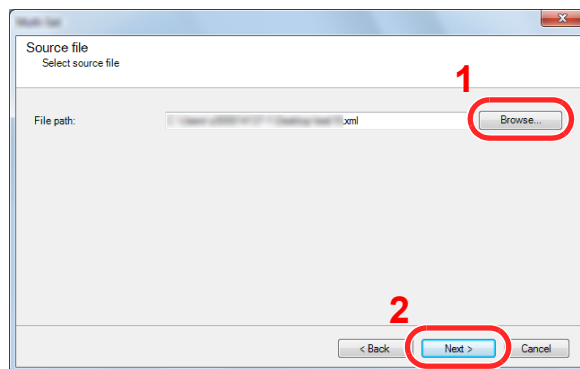 Source file
Select source file
1
File path: .xml Browse...
2
< Back Next > Cancel